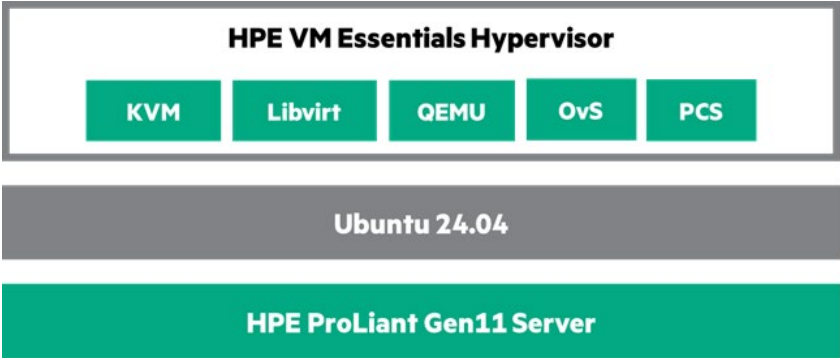 HPE VM Essentials Hypervisor
KVM Libvirt QEMU OvS PCS
Ubuntu 24.04
HPE ProLiant Gen11 Server